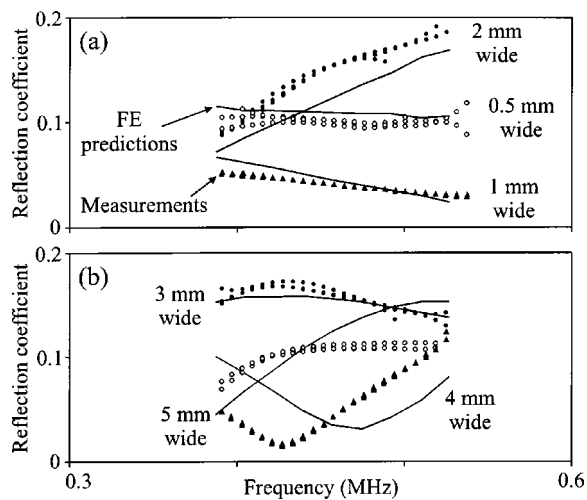 0.2
(a)
2 mm
wide
Reflection coefficient
FE
predictions
0.1
0.5 mm
wide
Measurements
1 mm
wide
0
0.2
(b)
3 mm
wide
Reflection coefficient
0.1
5 mm
wide
4 mm
wide
0
0.3
Frequency (MHz)
0.6